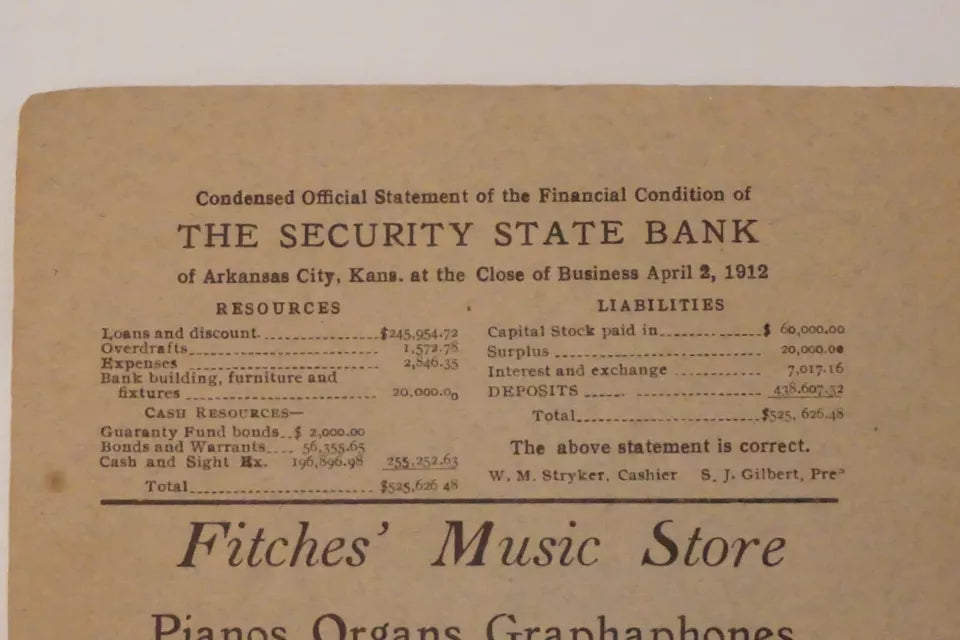 Condensed Official Statement of the Financial Condition of
THE SECURITY STATE BANK
of Arkansas City, Kans. at the Close of Business April 2, 1912
RESOURCES
Loans and discount. $245,954.72
Overdrafts 1,572.78
Expenses 2,846.35
Bank building, furniture and
fixtures 20,000.00
CASH RESOURCES—
Guaranty Fund bonds $ 2,000.00
Bonds and Warrants 56,355.65
Cash and Sight Ex. 196,896.98 255,252.63
Total $525,626 48
LIABILITIES
Capital Stock paid in $ 60,000.00
Surplus 20,000.00
Interest and exchange 7,017.16
DEPOSITS 438.607.32
Total $525, 626.48
The above statement is correct.
W. M. Stryker, Cashier S. J. Gilbert, Pres
Fitches' Music Store
Pianos Organs Graphaphones